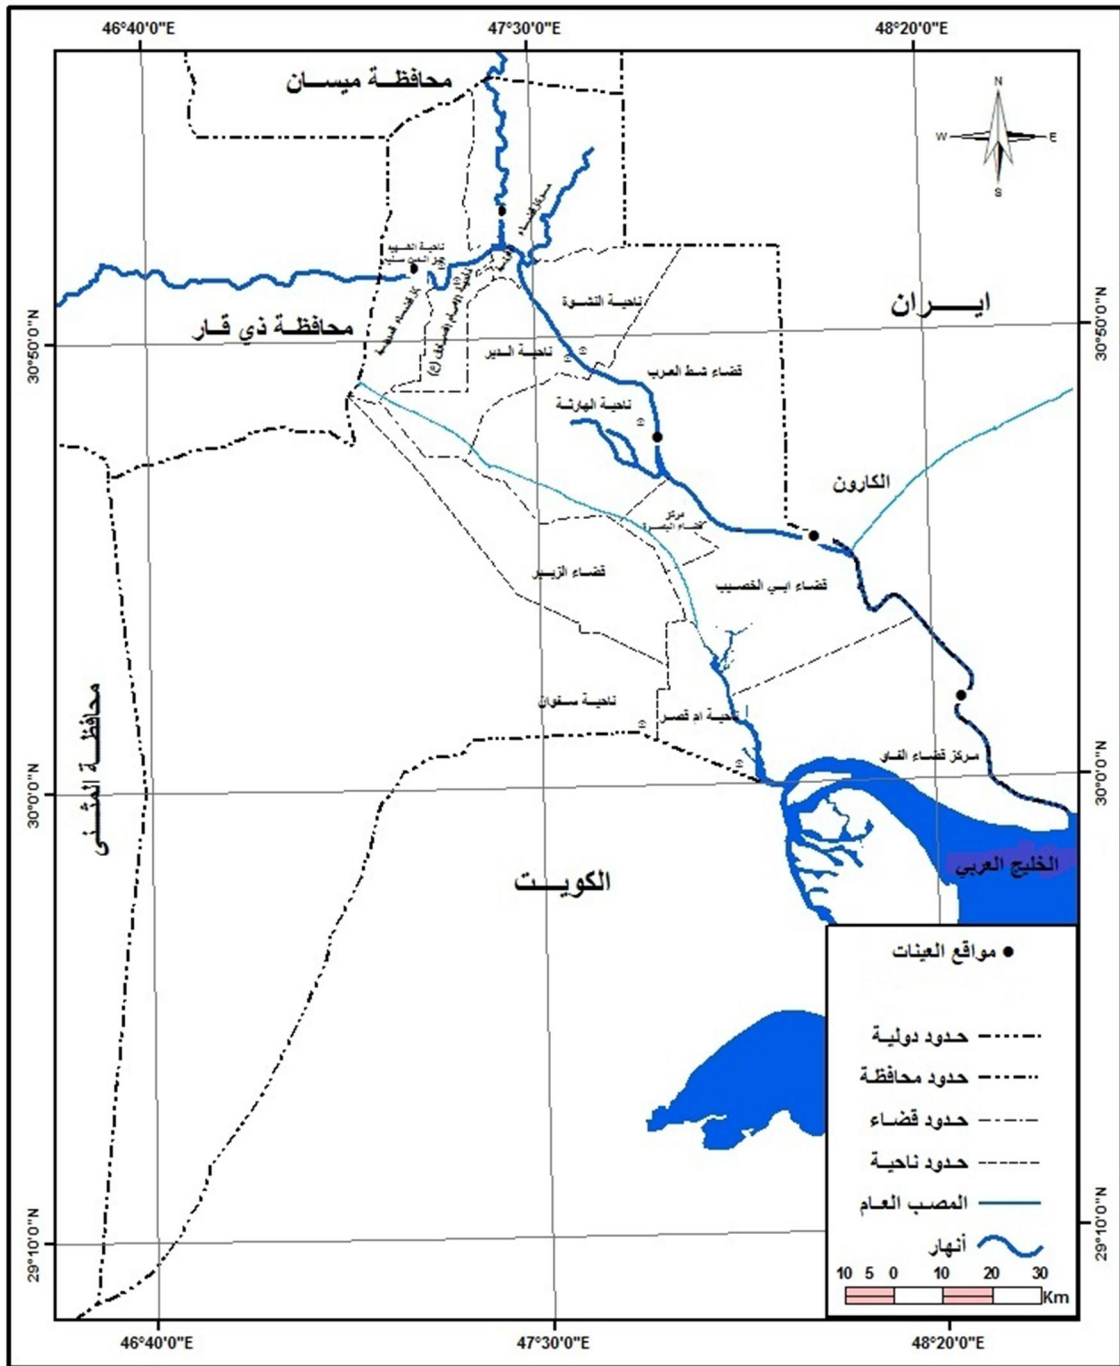 46°40'0"E
47°30'0"E
48°20'0"E
محافظة ميسان
N
W
E
S
ايران
محافظة ذي قار
ناحية النشوة
ناحية الدير
قضاء شط العرب
ناحية الهارثة
الكارون
مركز
قضاء البصرة
قضاء الزبير
قضاء ابي الخصيب
ناحية سفوان
ناحية ام قصر
مركز قضاء الفاو
محافظة المثنى
الكويت
الخليج العربي
30°50'0"N
30°50'0"N
30°0'0"N
30°0'0"N
29°10'0"N
29°10'0"N
مواقع العينات
حدود دولية
حدود محافظة
حدود قضاء
حدود ناحية
المصب العام
أنهار
10 5 0 10 20 30
Km
46°40'0"E
47°30'0"E
48°20'0"E